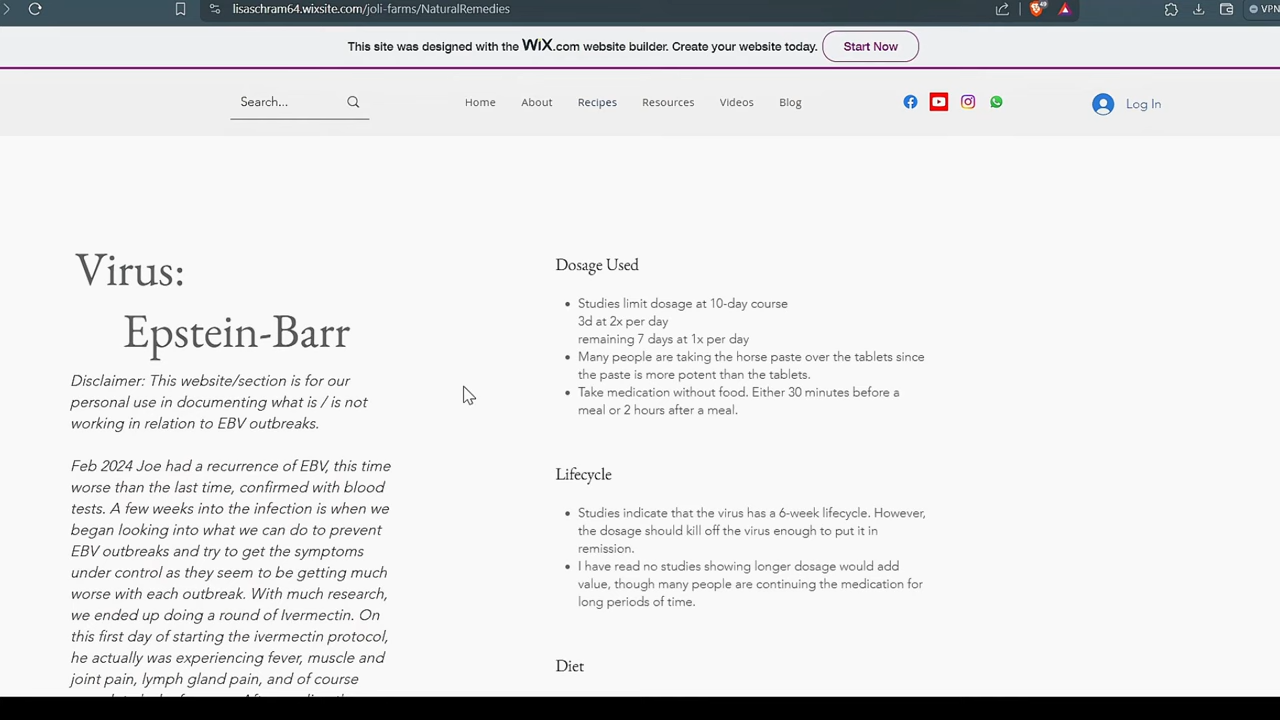 lisaschram64.wixsite.com/joli-farms/NaturalRemedies
VPN
This site was designed with the WiX.com website builder. Create your website today.
Start Now
Search...
Home
About
Recipes
Resources
Videos
Blog
Log In
Virus:
Epstein-Barr
Disclaimer: This website/section is for our
personal use in documenting what is / is not
working in relation to EBV outbreaks.
Feb 2024 Joe had a recurrence of EBV, this time
worse than the last time, confirmed with blood
tests. A few weeks into the infection is when we
began looking into what we can do to prevent
EBV outbreaks and try to get the symptoms
under control as they seem to be getting much
worse with each outbreak. With much research,
we ended up doing a round of Ivermectin. On
this first day of starting the ivermectin protocol,
he actually was experiencing fever, muscle and
joint pain, lymph gland pain, and of course
Dosage Used
Studies limit dosage at 10-day course
3d at 2x per day
remaining 7 days at 1x per day
Many people are taking the horse paste over the tablets since
the paste is more potent than the tablets.
Take medication without food. Either 30 minutes before a
meal or 2 hours after a meal.
Lifecycle
Studies indicate that the virus has a 6-week lifecycle. However,
the dosage should kill off the virus enough to put it in
remission.
I have read no studies showing longer dosage would add
value, though many people are continuing the medication for
long periods of time.
Diet